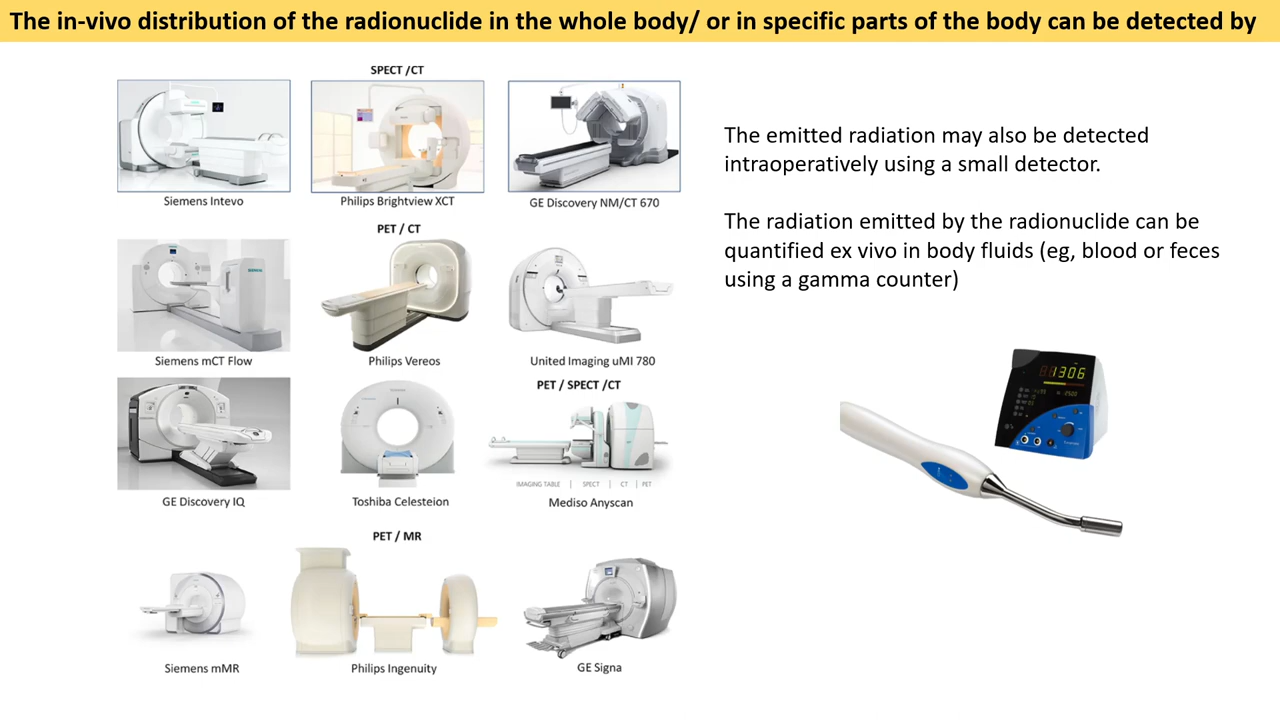 The in-vivo distribution of the radionuclide in the whole body/ or in specific parts of the body can be detected by
SPECT /CT
Siemens Intevo
Philips Brightview XCT
GE Discovery NM/CT 670
PET / CT
Siemens mCT Flow
Philips Vereos
United Imaging uMI 780
PET / SPECT /CT
IMAGING TABLE | SPECT | CT | PET
GE Discovery IQ
Toshiba Celesteion
Mediso Anyscan
PET / MR
Siemens mMR
Philips Ingenuity
GE Signa
The emitted radiation may also be detected
intraoperatively using a small detector.
The radiation emitted by the radionuclide can be
quantified ex vivo in body fluids (eg, blood or feces
using a gamma counter)
1306